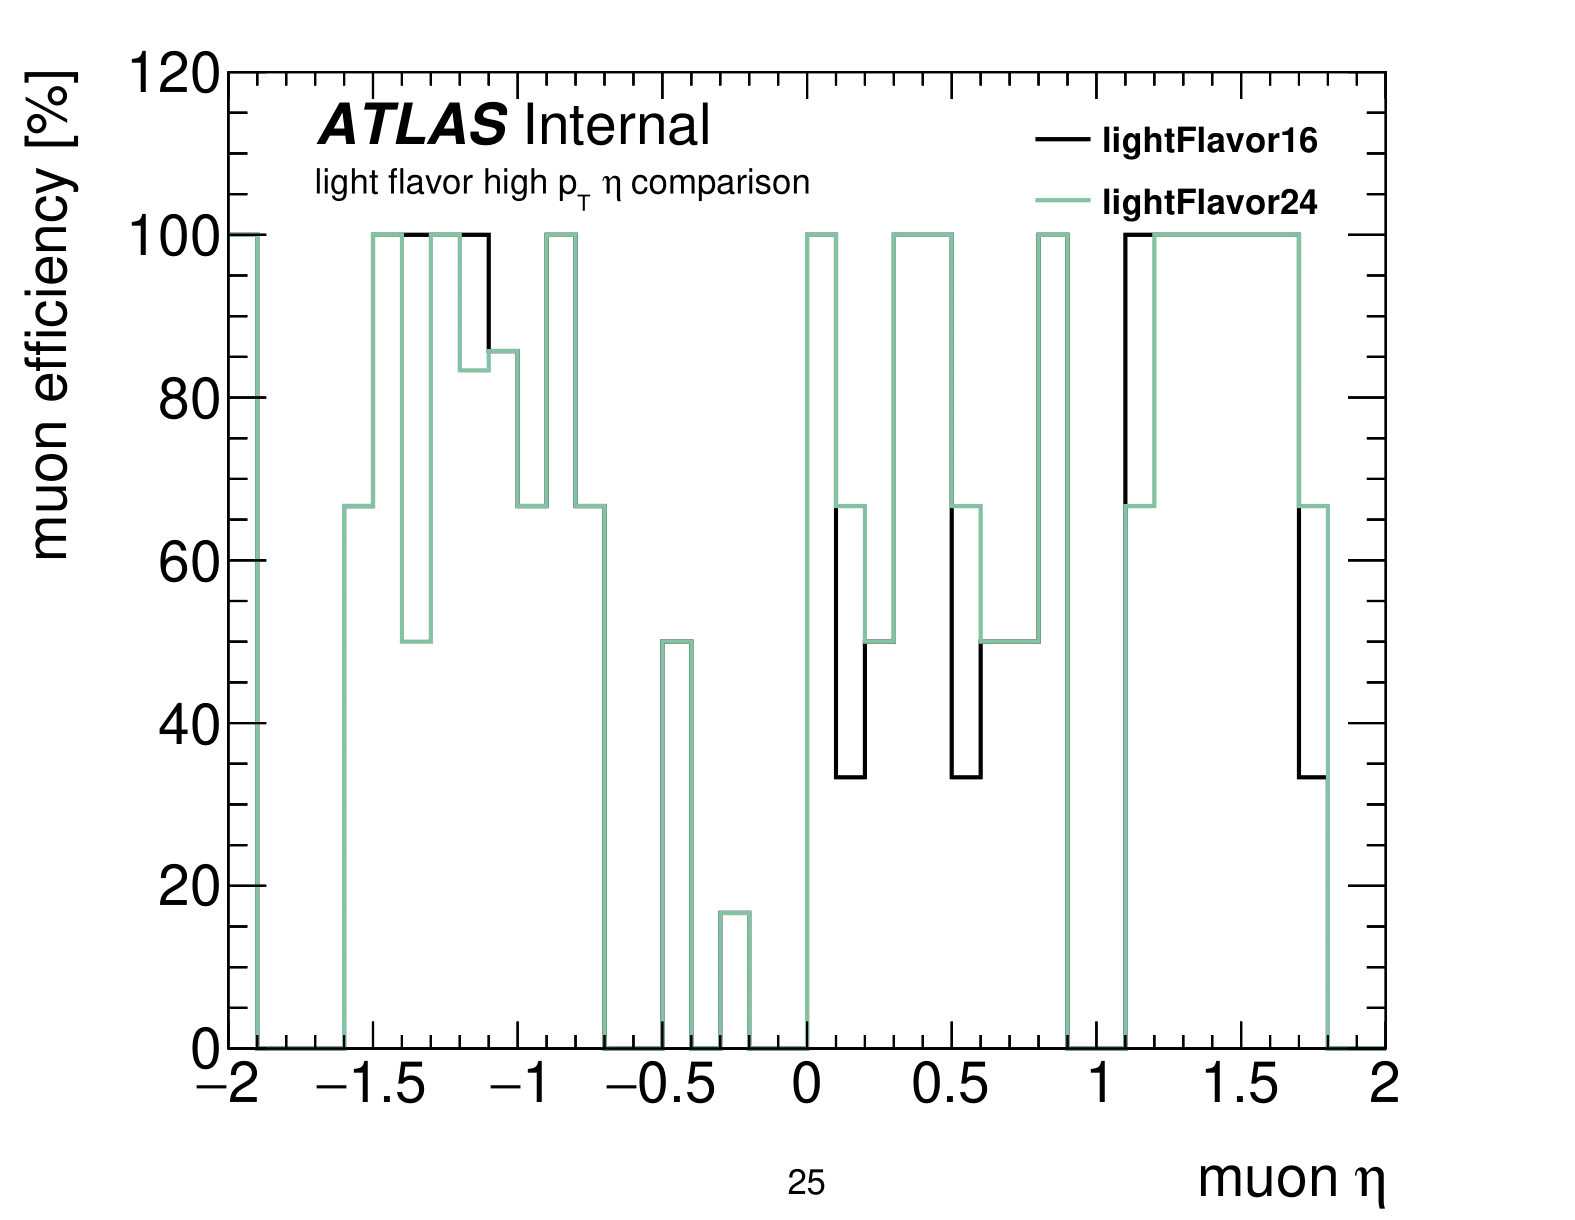 muon efficiency [%]
120
100
80
60
40
20
0
ATLAS Internal
light flavor high pT η comparison
lightFlavor16
lightFlavor24
−2 −1.5 −1 −0.5 0 0.5 1 1.5 2
muon η
25